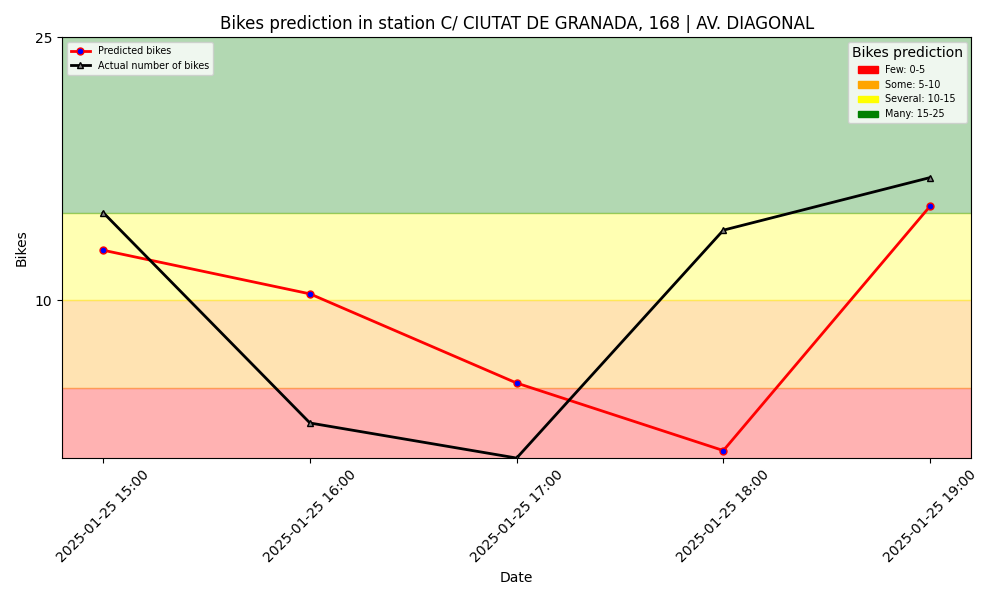 Bikes prediction in station C/ CIUTAT DE GRANADA, 168 | AV. DIAGONAL
25
10
Bikes
Predicted bikes
Actual number of bikes
Bikes prediction
Few: 0-5
Some: 5-10
Several: 10-15
Many: 15-25
2025-01-25 15:00
2025-01-25 16:00
2025-01-25 17:00
2025-01-25 18:00
2025-01-25 19:00
Date